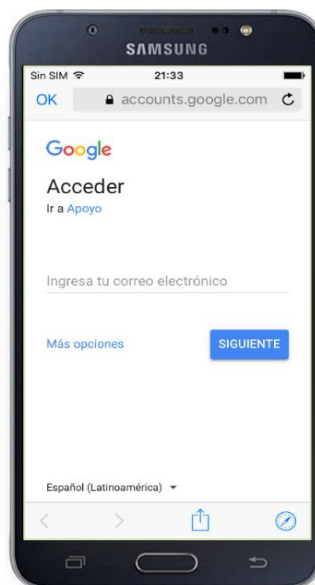 SAMSUNG
Sin SIM 21:33
OK accounts.google.com
Google
Acceder
Ir a Apoyo
Ingresa tu correo electrónico
Más opciones SIGUIENTE
Español (Latinoamérica)